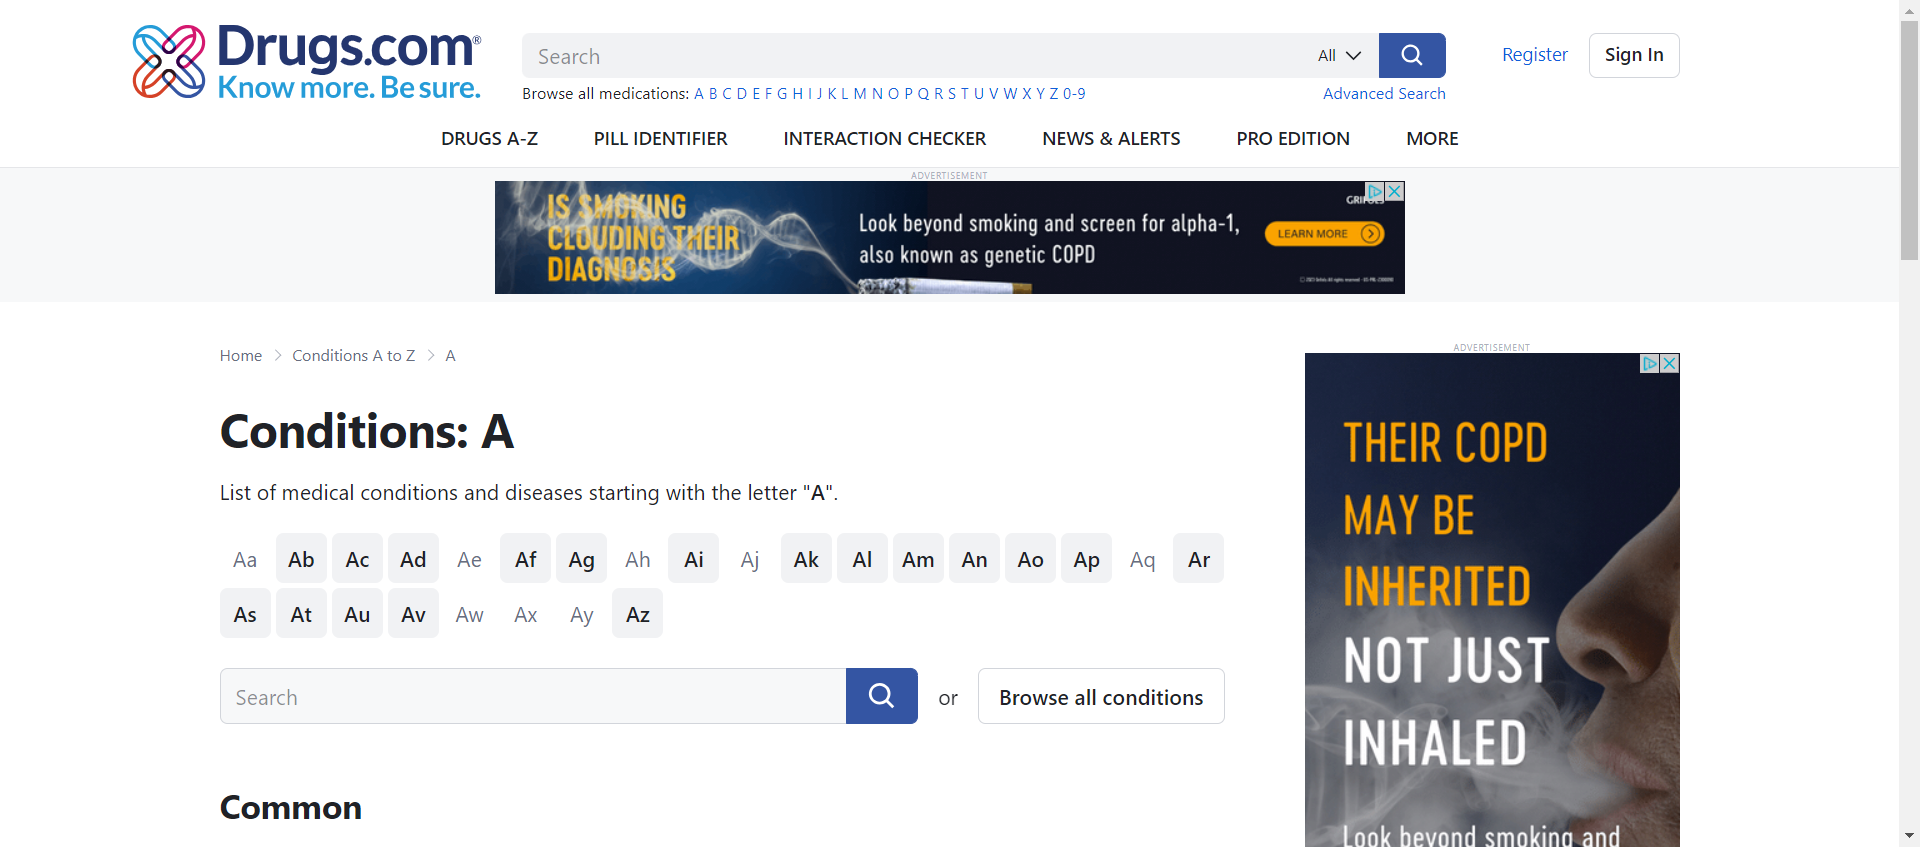 Drugs.com®
Know more. Be sure.
Search
All
Register
Sign In
Browse all medications: A B C D E F G H I J K L M N O P Q R S T U V W X Y Z 0-9
Advanced Search
DRUGS A-Z
PILL IDENTIFIER
INTERACTION CHECKER
NEWS & ALERTS
PRO EDITION
MORE
ADVERTISEMENT
IS SMOKING
CLOUDING THEIR
DIAGNOSIS
Look beyond smoking and screen for alpha-1,
also known as genetic COPD
LEARN MORE
Home
Conditions A to Z
A
Conditions: A
List of medical conditions and diseases starting with the letter "A".
Aa Ab Ac Ad Ae Af Ag Ah Ai Aj Ak Al Am An Ao Ap Aq Ar
As At Au Av Aw Ax Ay Az
Search
or
Browse all conditions
Common
ADVERTISEMENT
THEIR COPD
MAY BE
INHERITED
NOT JUST
INHALED
Look beyond smoking and